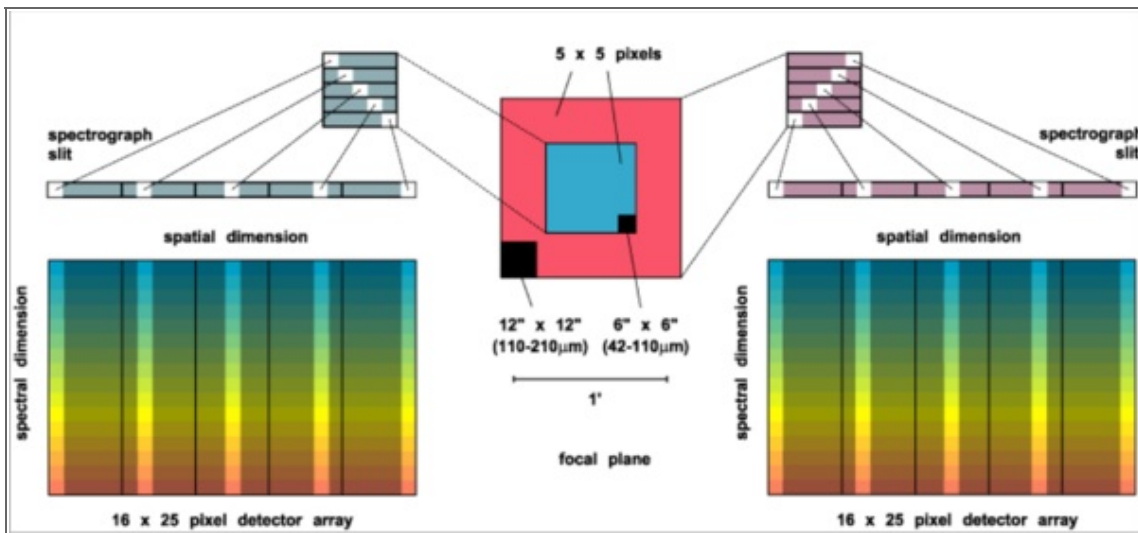 5 x 5 pixels
spectrograph
slit
spatial dimension
spectral dimension
16 x 25 pixel detector array
12" x 12"
(110-210μm)
6" x 6"
(42-110μm)
1'
focal plane
spectrograph
slit
spatial dimension
spectral dimension
16 x 25 pixel detector array